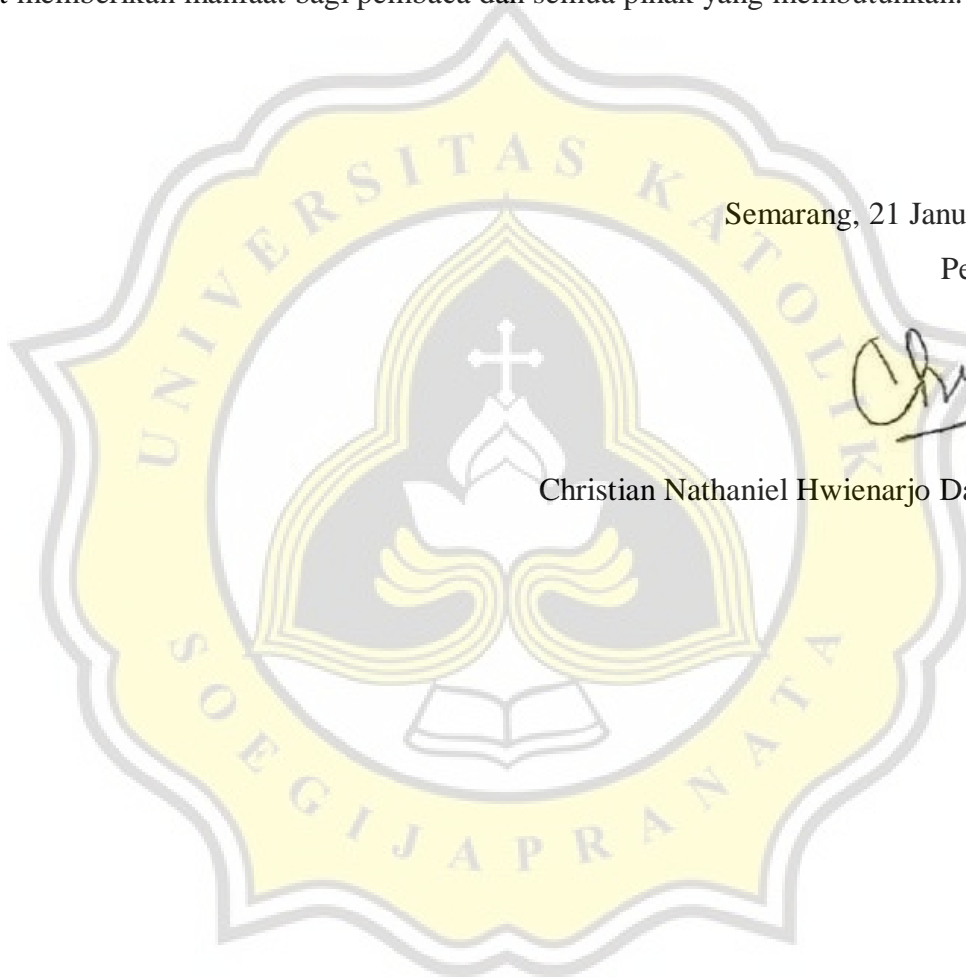 memberikan manfaat bagi pembaca dan semua pihak yang membutuhkan.
Semarang, 21 Janu
Pe
Christian Nathaniel Hwienarjo Da
UNIVERSITAS KATOLIK
SOEGIJAPRANATA